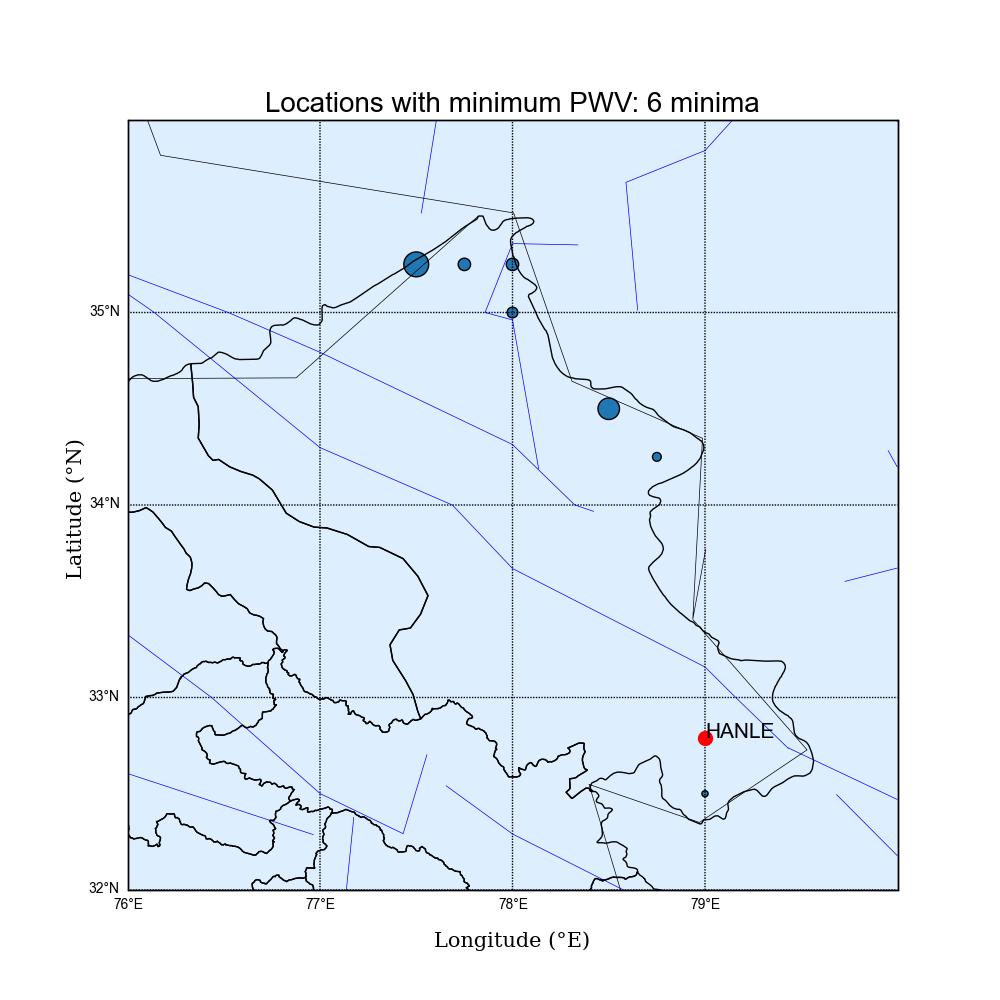 Locations with minimum PWV: 6 minima
35°N
34°N
33°N
32°N
HANLE
76°E
77°E
78°E
79°E
Latitude (°N)
Longitude (°E)